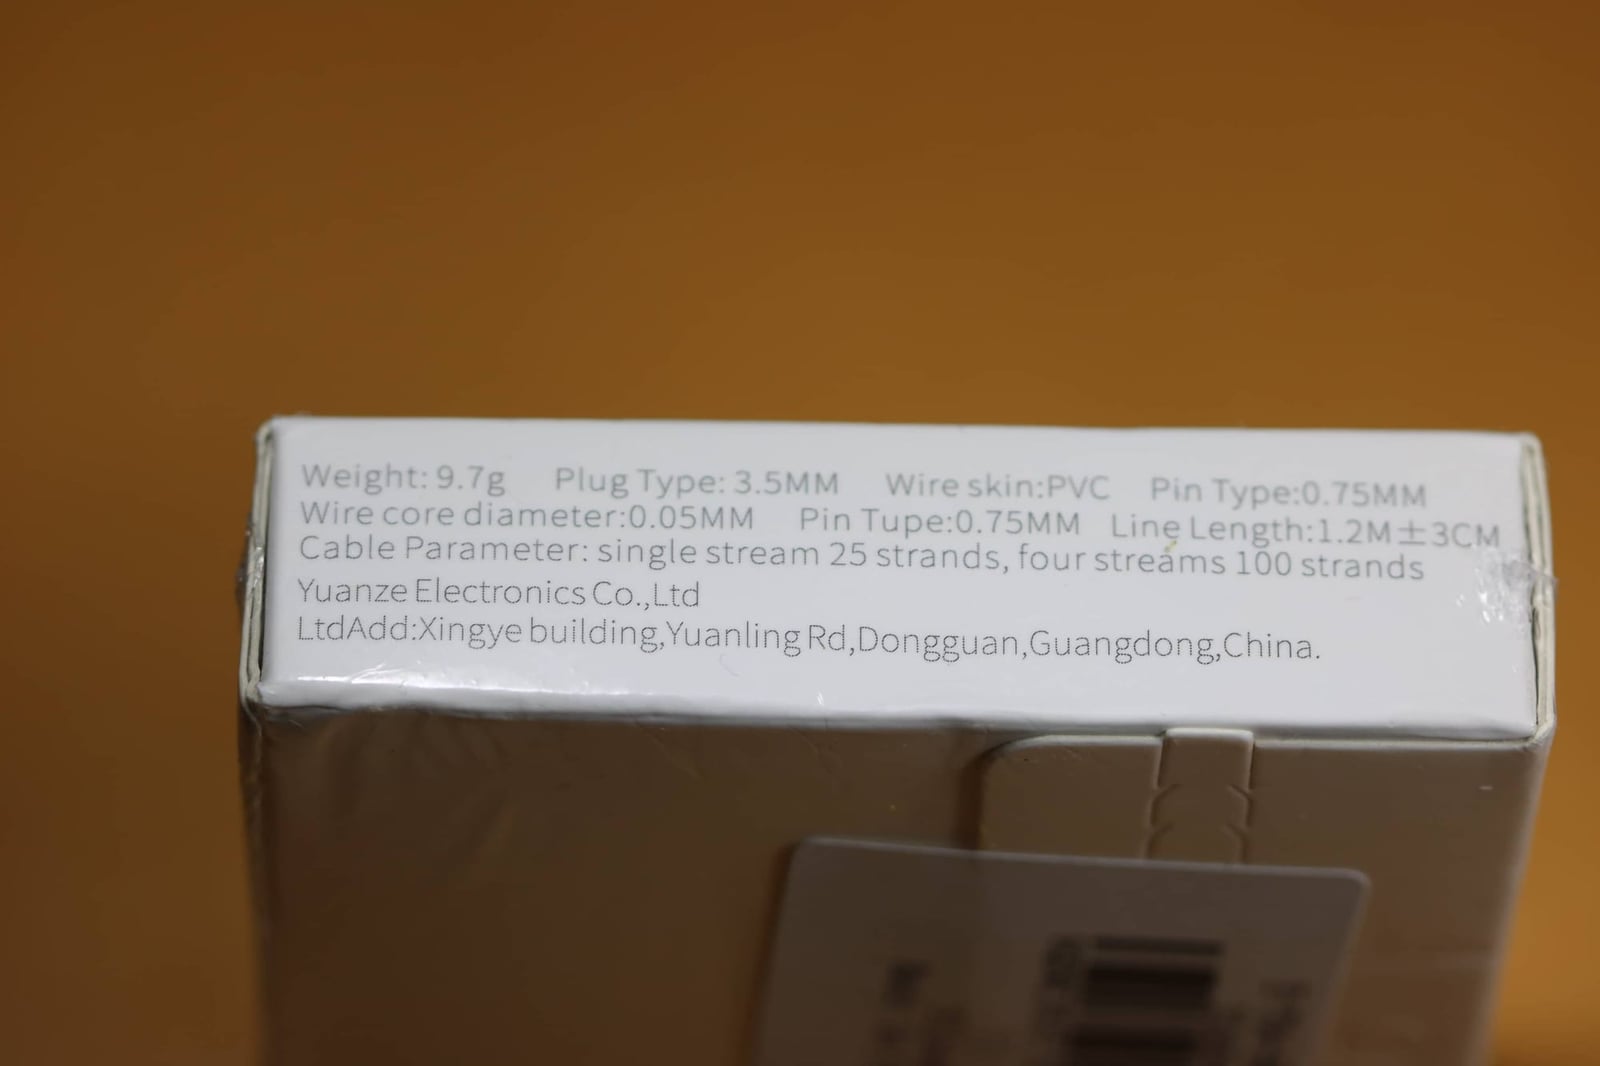 Weight: 9.7g Plug Type: 3.5MM Wire skin:PVC Pin Type:0.75MM
Wire core diameter:0.05MM Pin Tupe:0.75MM Line Length:1.2M±3CM
Cable Parameter: single stream 25 strands, four streams 100 strands
Yuanze Electronics Co.,Ltd
LtdAdd:Xingye building,Yuanling Rd,Dongguan,Guangdong,China.